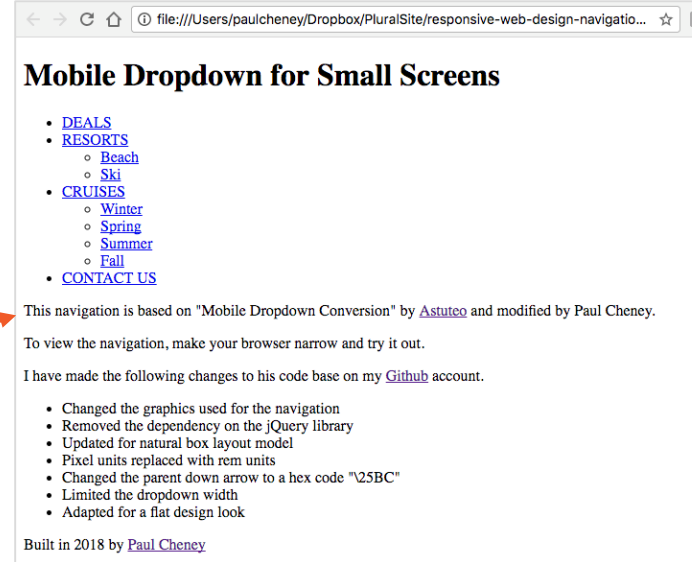 file:///Users/paulcheney/Dropbox/PluralSite/responsive-web-design-navigatio...
Mobile Dropdown for Small Screens
DEALS
RESORTS
Beach
Ski
CRUISES
Winter
Spring
Summer
Fall
CONTACT US
This navigation is based on "Mobile Dropdown Conversion" by Astuteo and modified by Paul Cheney.
To view the navigation, make your browser narrow and try it out.
I have made the following changes to his code base on my Github account.
Changed the graphics used for the navigation
Removed the dependency on the jQuery library
Updated for natural box layout model
Pixel units replaced with rem units
Changed the parent down arrow to a hex code "\25BC"
Limited the dropdown width
Adapted for a flat design look
Built in 2018 by Paul Cheney